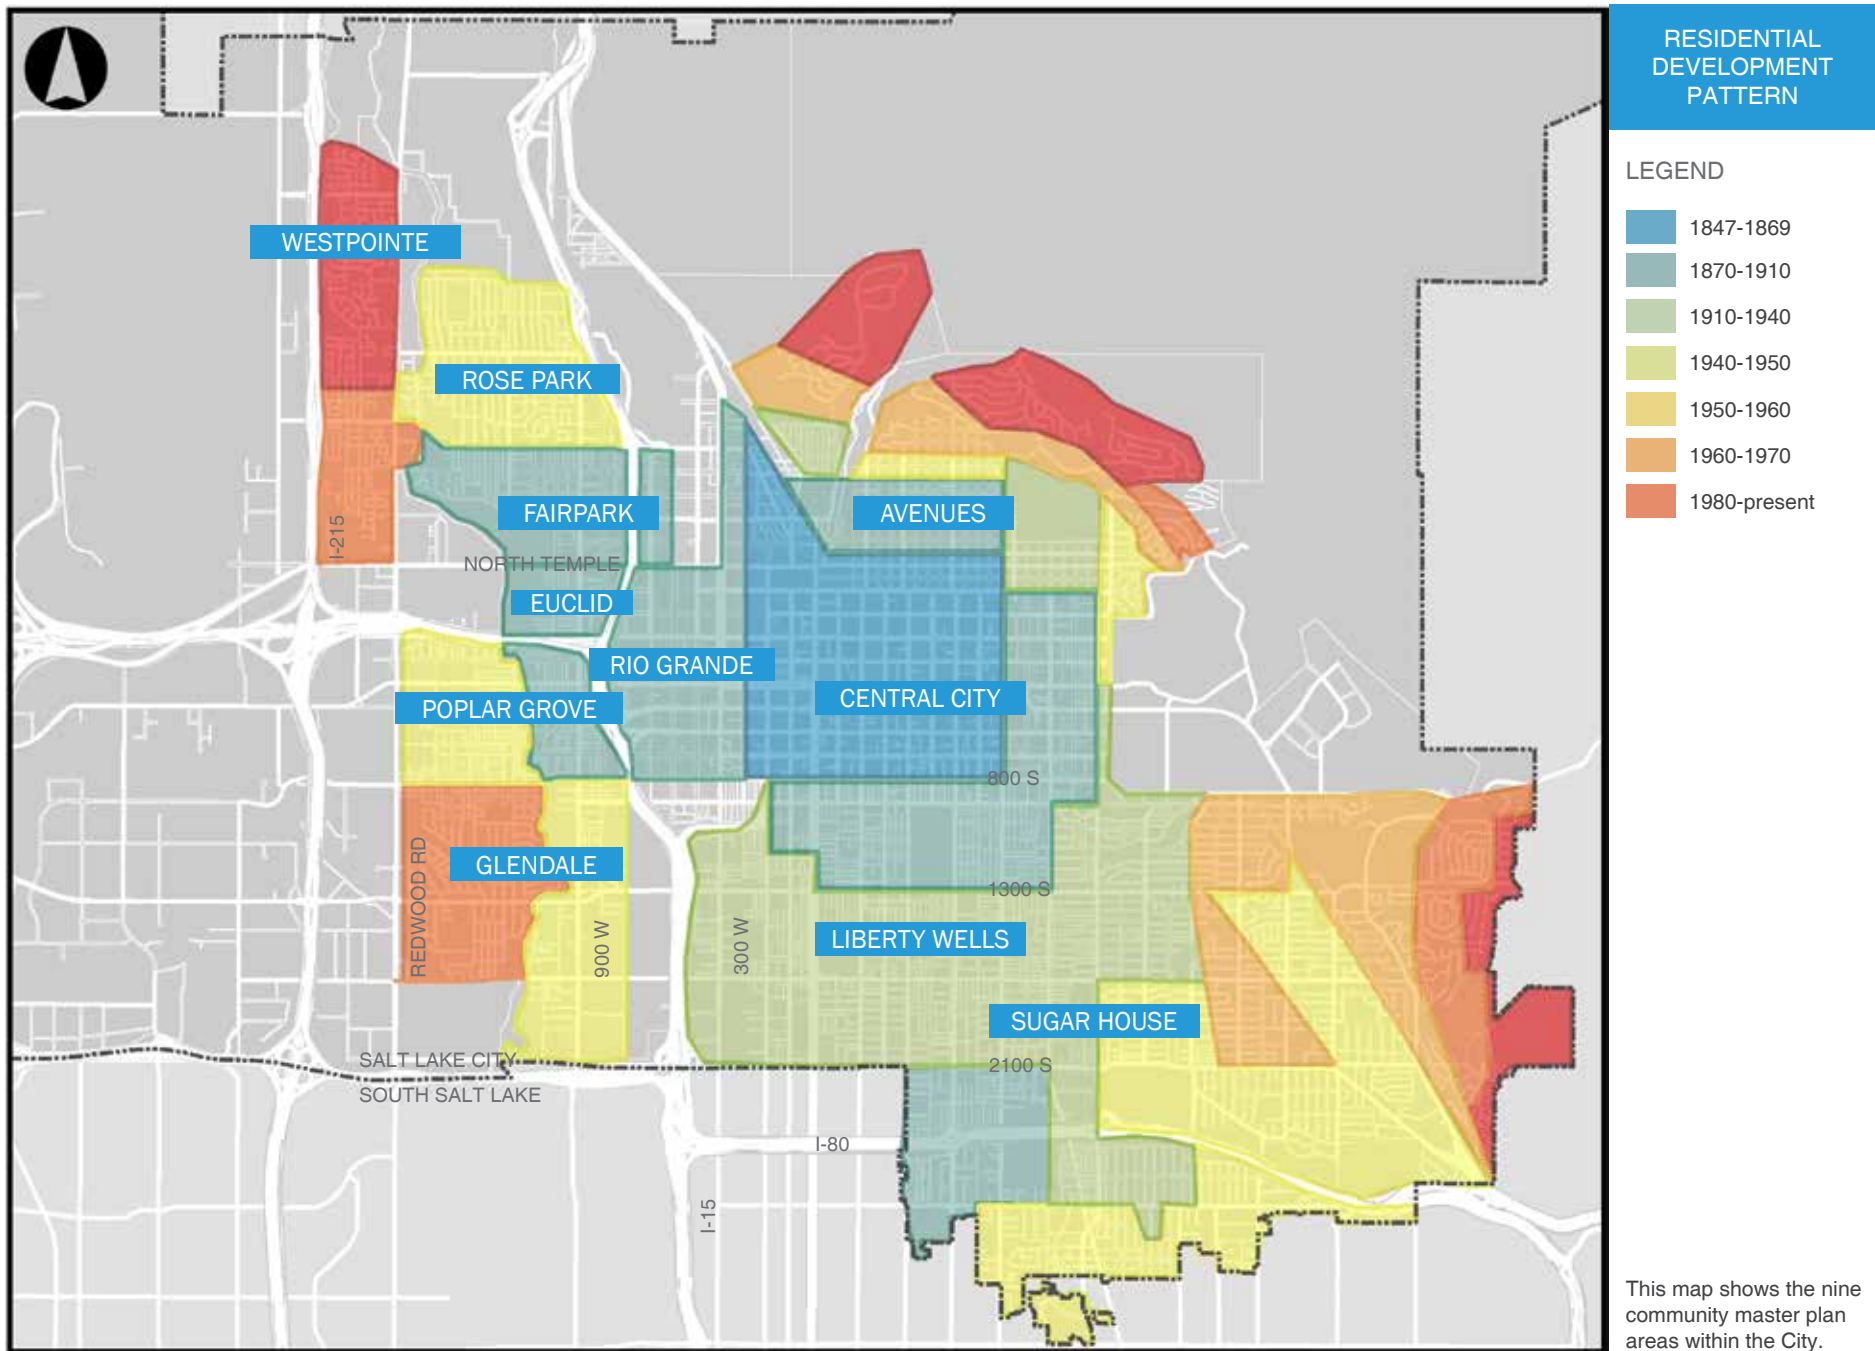 RESIDENTIAL
DEVELOPMENT
PATTERN
LEGEND
1847-1869
1870-1910
1910-1940
1940-1950
1950-1960
1960-1970
1980-present
WESTPOINTE
ROSE PARK
FAIRPARK
AVENUES
I-215
NORTH TEMPLE
EUCLID
RIO GRANDE
POPLAR GROVE
CENTRAL CITY
800 S
GLENDALE
REDWOOD RD
1300 S
900 W
300 W
LIBERTY WELLS
SUGAR HOUSE
SALT LAKE CITY
2100 S
SOUTH SALT LAKE
I-80
I-15
This map shows the nine
community master plan
areas within the City.